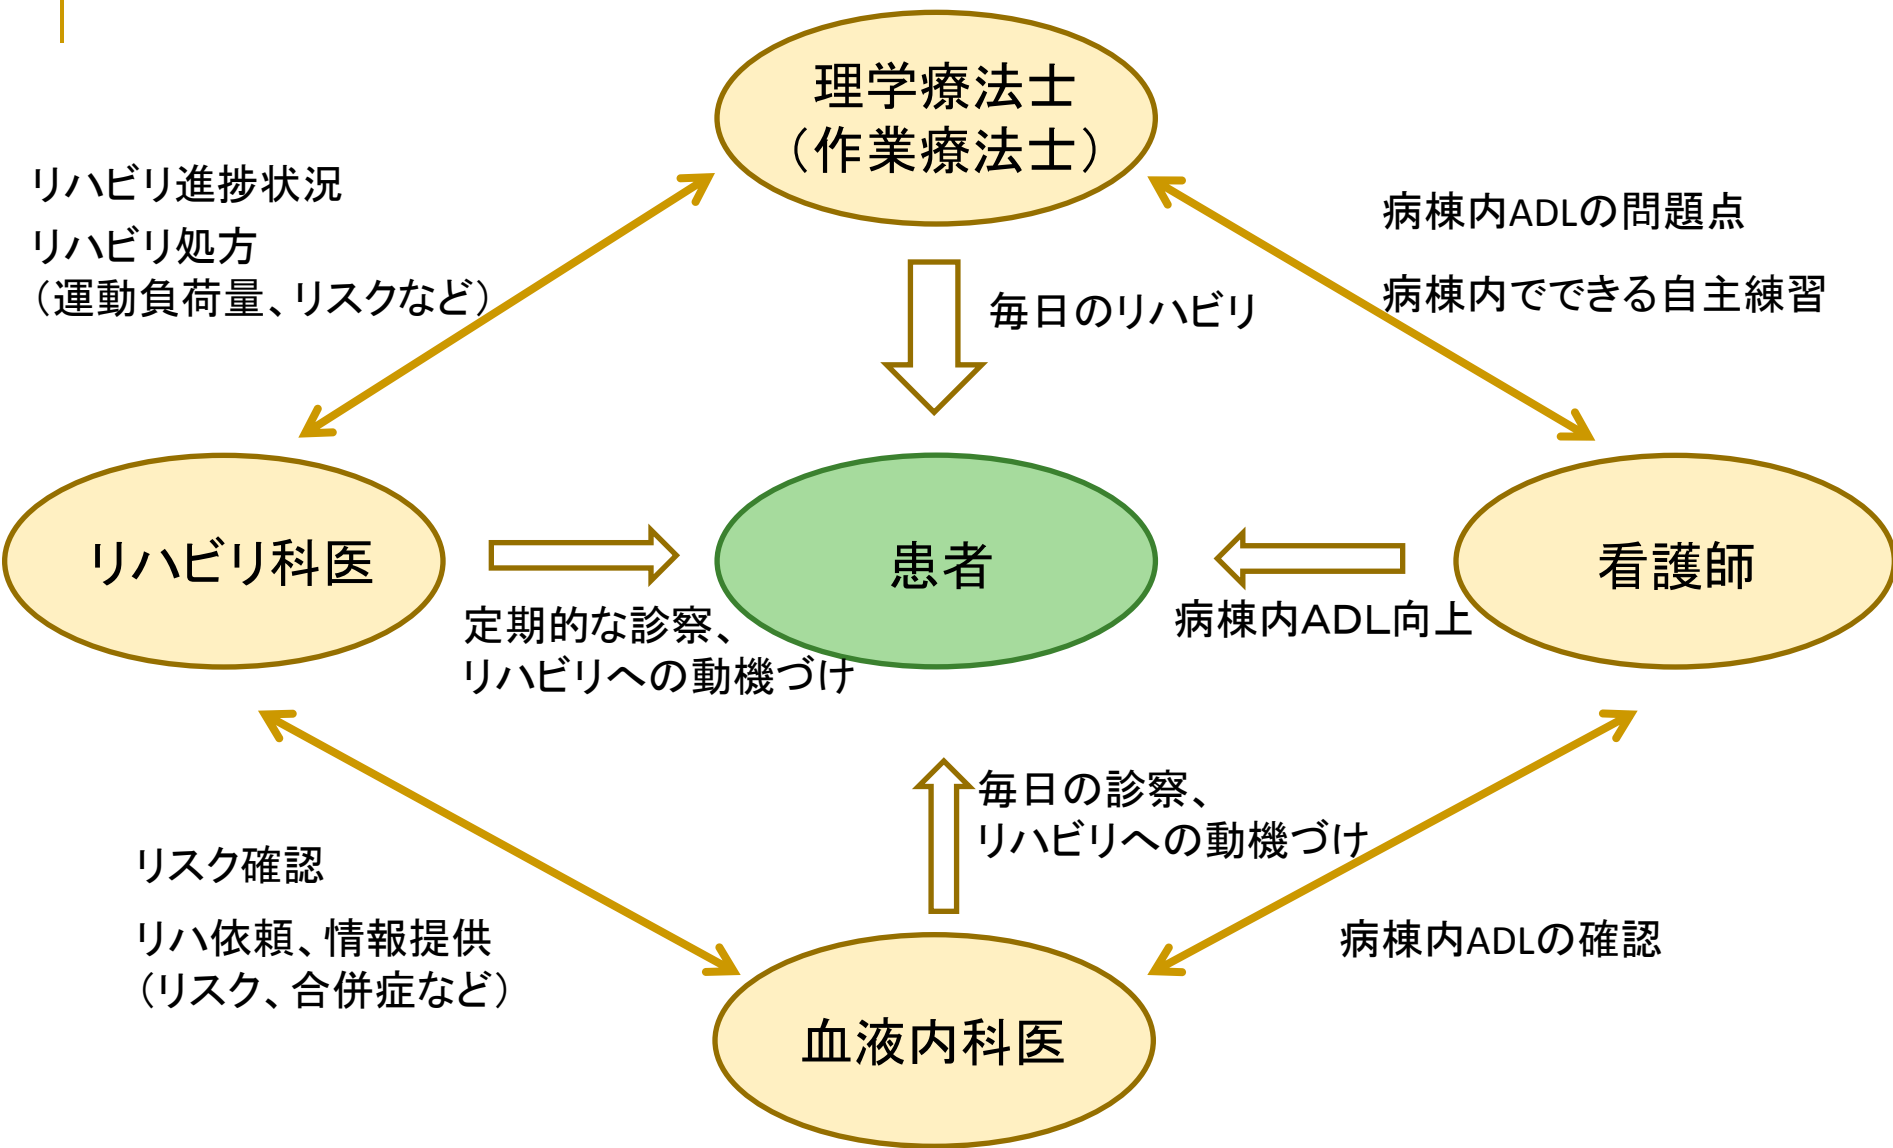 理学療法士
（作業療法士）
リハビリ進捗状況
リハビリ処方
（運動負荷量、リスクなど）
病棟内ADLの問題点
病棟内でできる自主練習
毎日のリハビリ
リハビリ科医
患者
看護師
定期的な診察、
リハビリへの動機づけ
病棟内ＡＤＬ向上
毎日の診察、
リハビリへの動機づけ
リスク確認
リハ依頼、情報提供
（リスク、合併症など）
病棟内ADLの確認
血液内科医